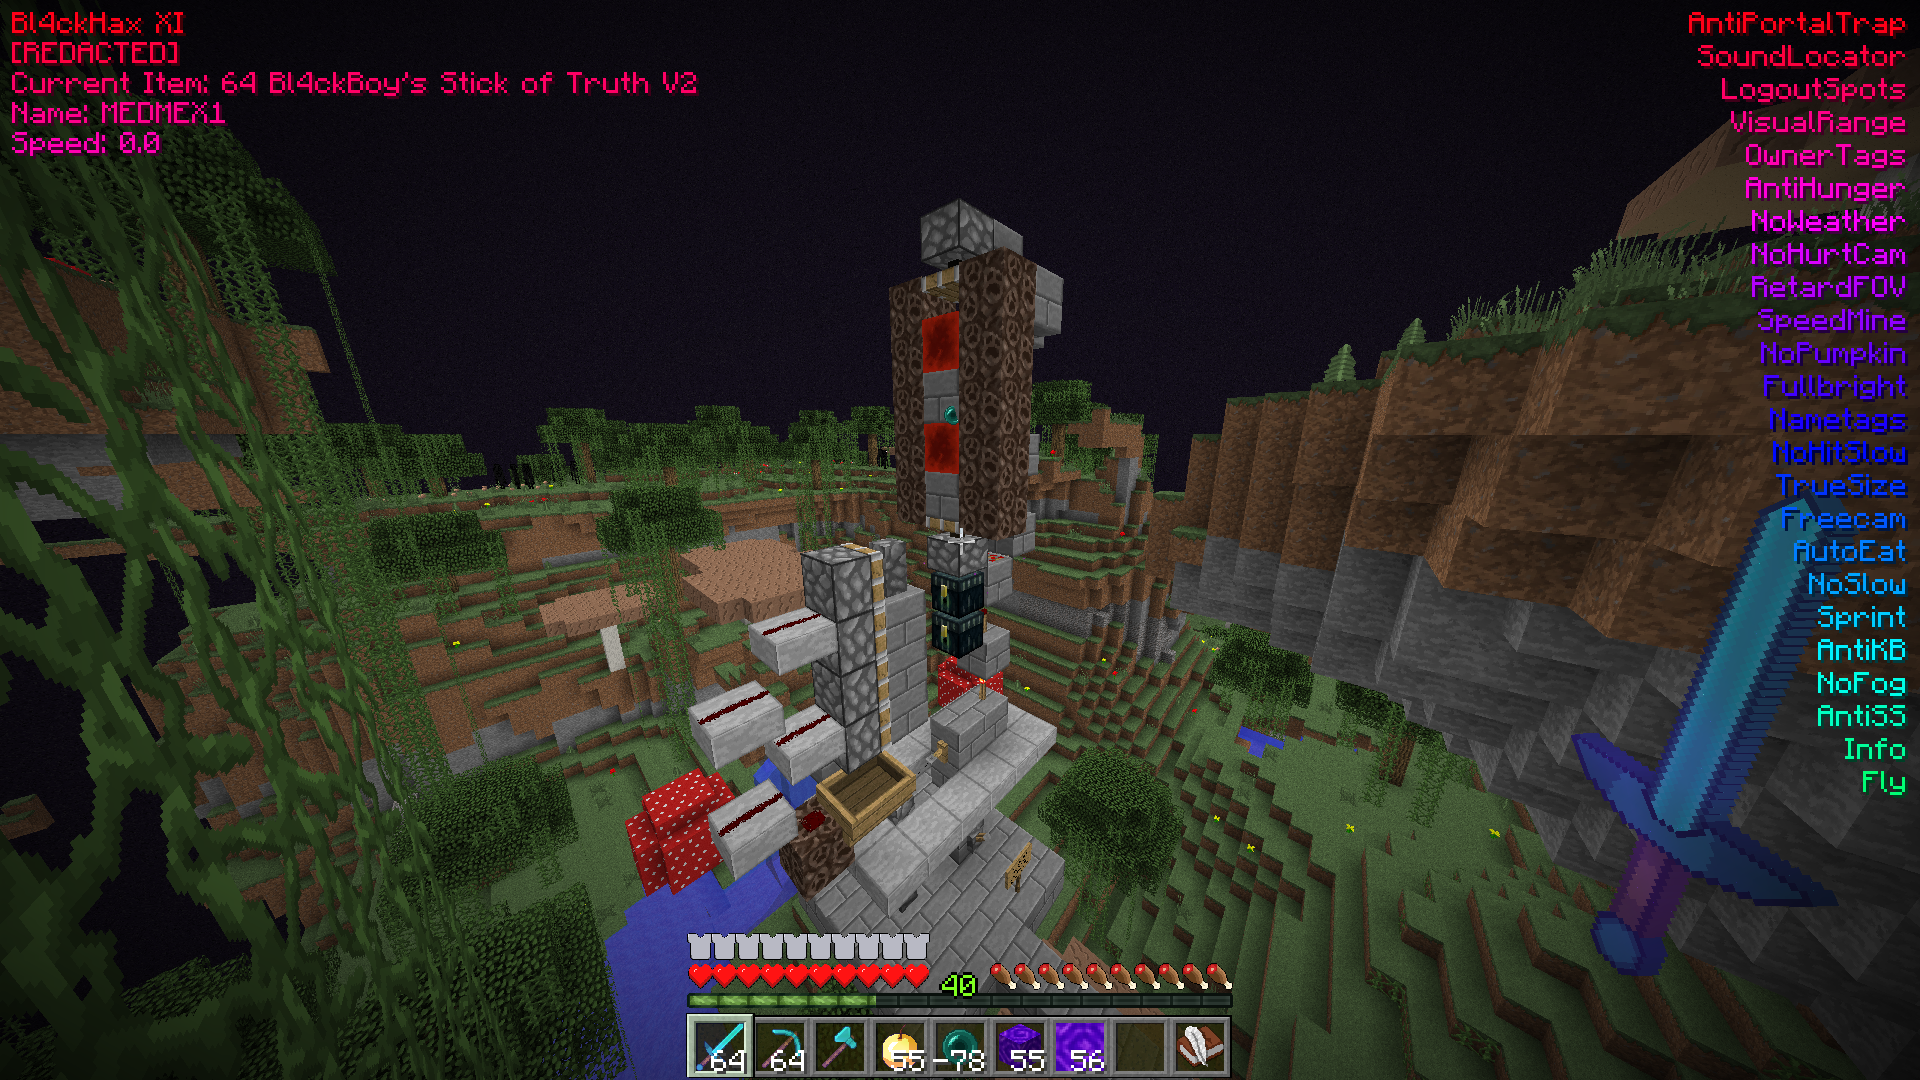 Bl4ckHax XI
[REDACTED]
Current Item: 64 Bl4ckBoy's Stick of Truth V2
Name: MEDMEX1
Speed: 0.0
AntiPortalTrap
SoundLocator
LogoutSpots
VisualRange
OwnerTags
AntiHunger
NoWeather
NoHurtCam
RetardFOV
SpeedMine
NoPumpkin
Fullbright
Nametags
NoHitSlow
TrueSize
Freecam
AutoEat
NoSlow
Sprint
AntiKB
NoFog
AntiSS
Info
Fly
40
64 64 55 -78 55 56